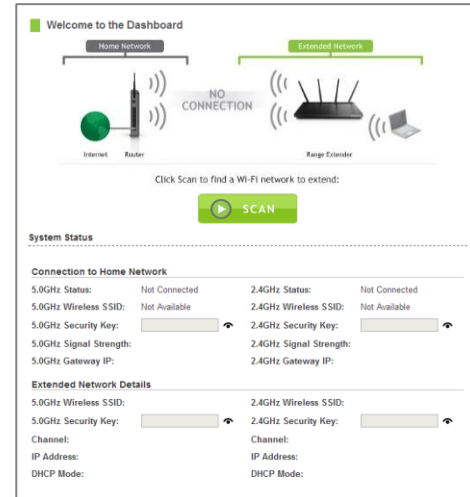 Welcome to the Dashboard
Home Network Extended Network
NO
CONNECTION
Internet Router Range Extender
Click Scan to find a Wi-Fi network to extend:
SCAN
System Status
Connection to Home Network
5.0GHz Status: Not Connected 2.4GHz Status: Not Connected
5.0GHz Wireless SSID: Not Available 2.4GHz Wireless SSID: Not Available
5.0GHz Security Key: 2.4GHz Security Key:
5.0GHz Signal Strength: 2.4GHz Signal Strength:
5.0GHz Gateway IP: 2.4GHz Gateway IP:
Extended Network Details
5.0GHz Wireless SSID: 2.4GHz Wireless SSID:
5.0GHz Security Key: 2.4GHz Security Key:
Channel: Channel:
IP Address: IP Address:
DHCP Mode: DHCP Mode: